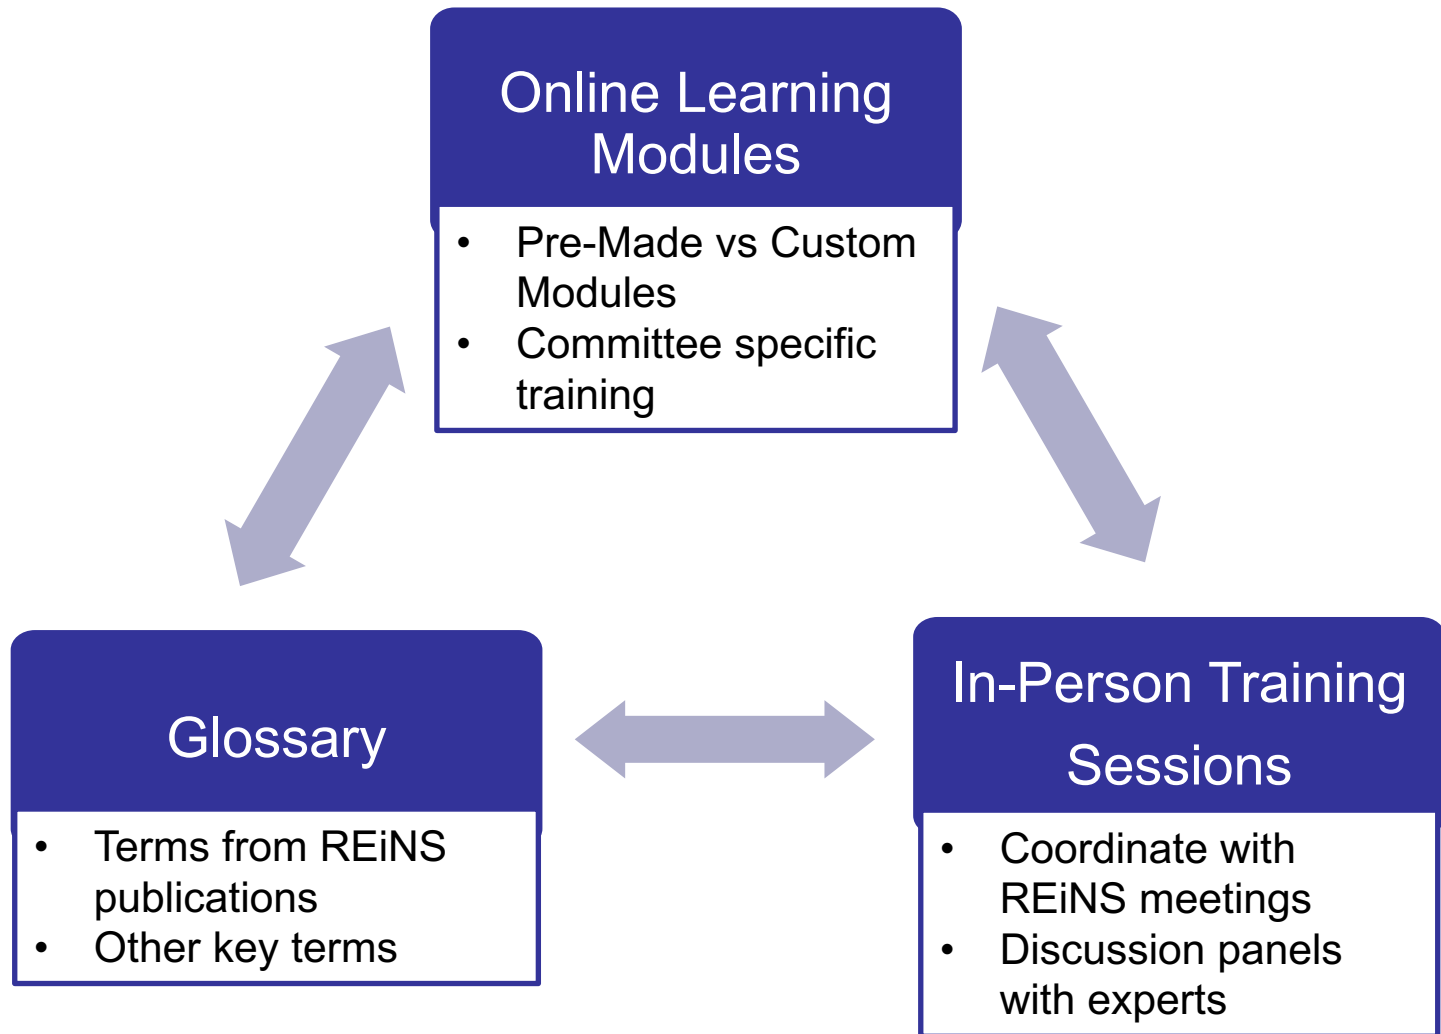 Online Learning
Modules
• Pre-Made vs Custom
Modules
• Committee specific
training
Glossary
• Terms from REiNS
publications
• Other key terms
In-Person Training
Sessions
• Coordinate with
REiNS meetings
• Discussion panels
with experts